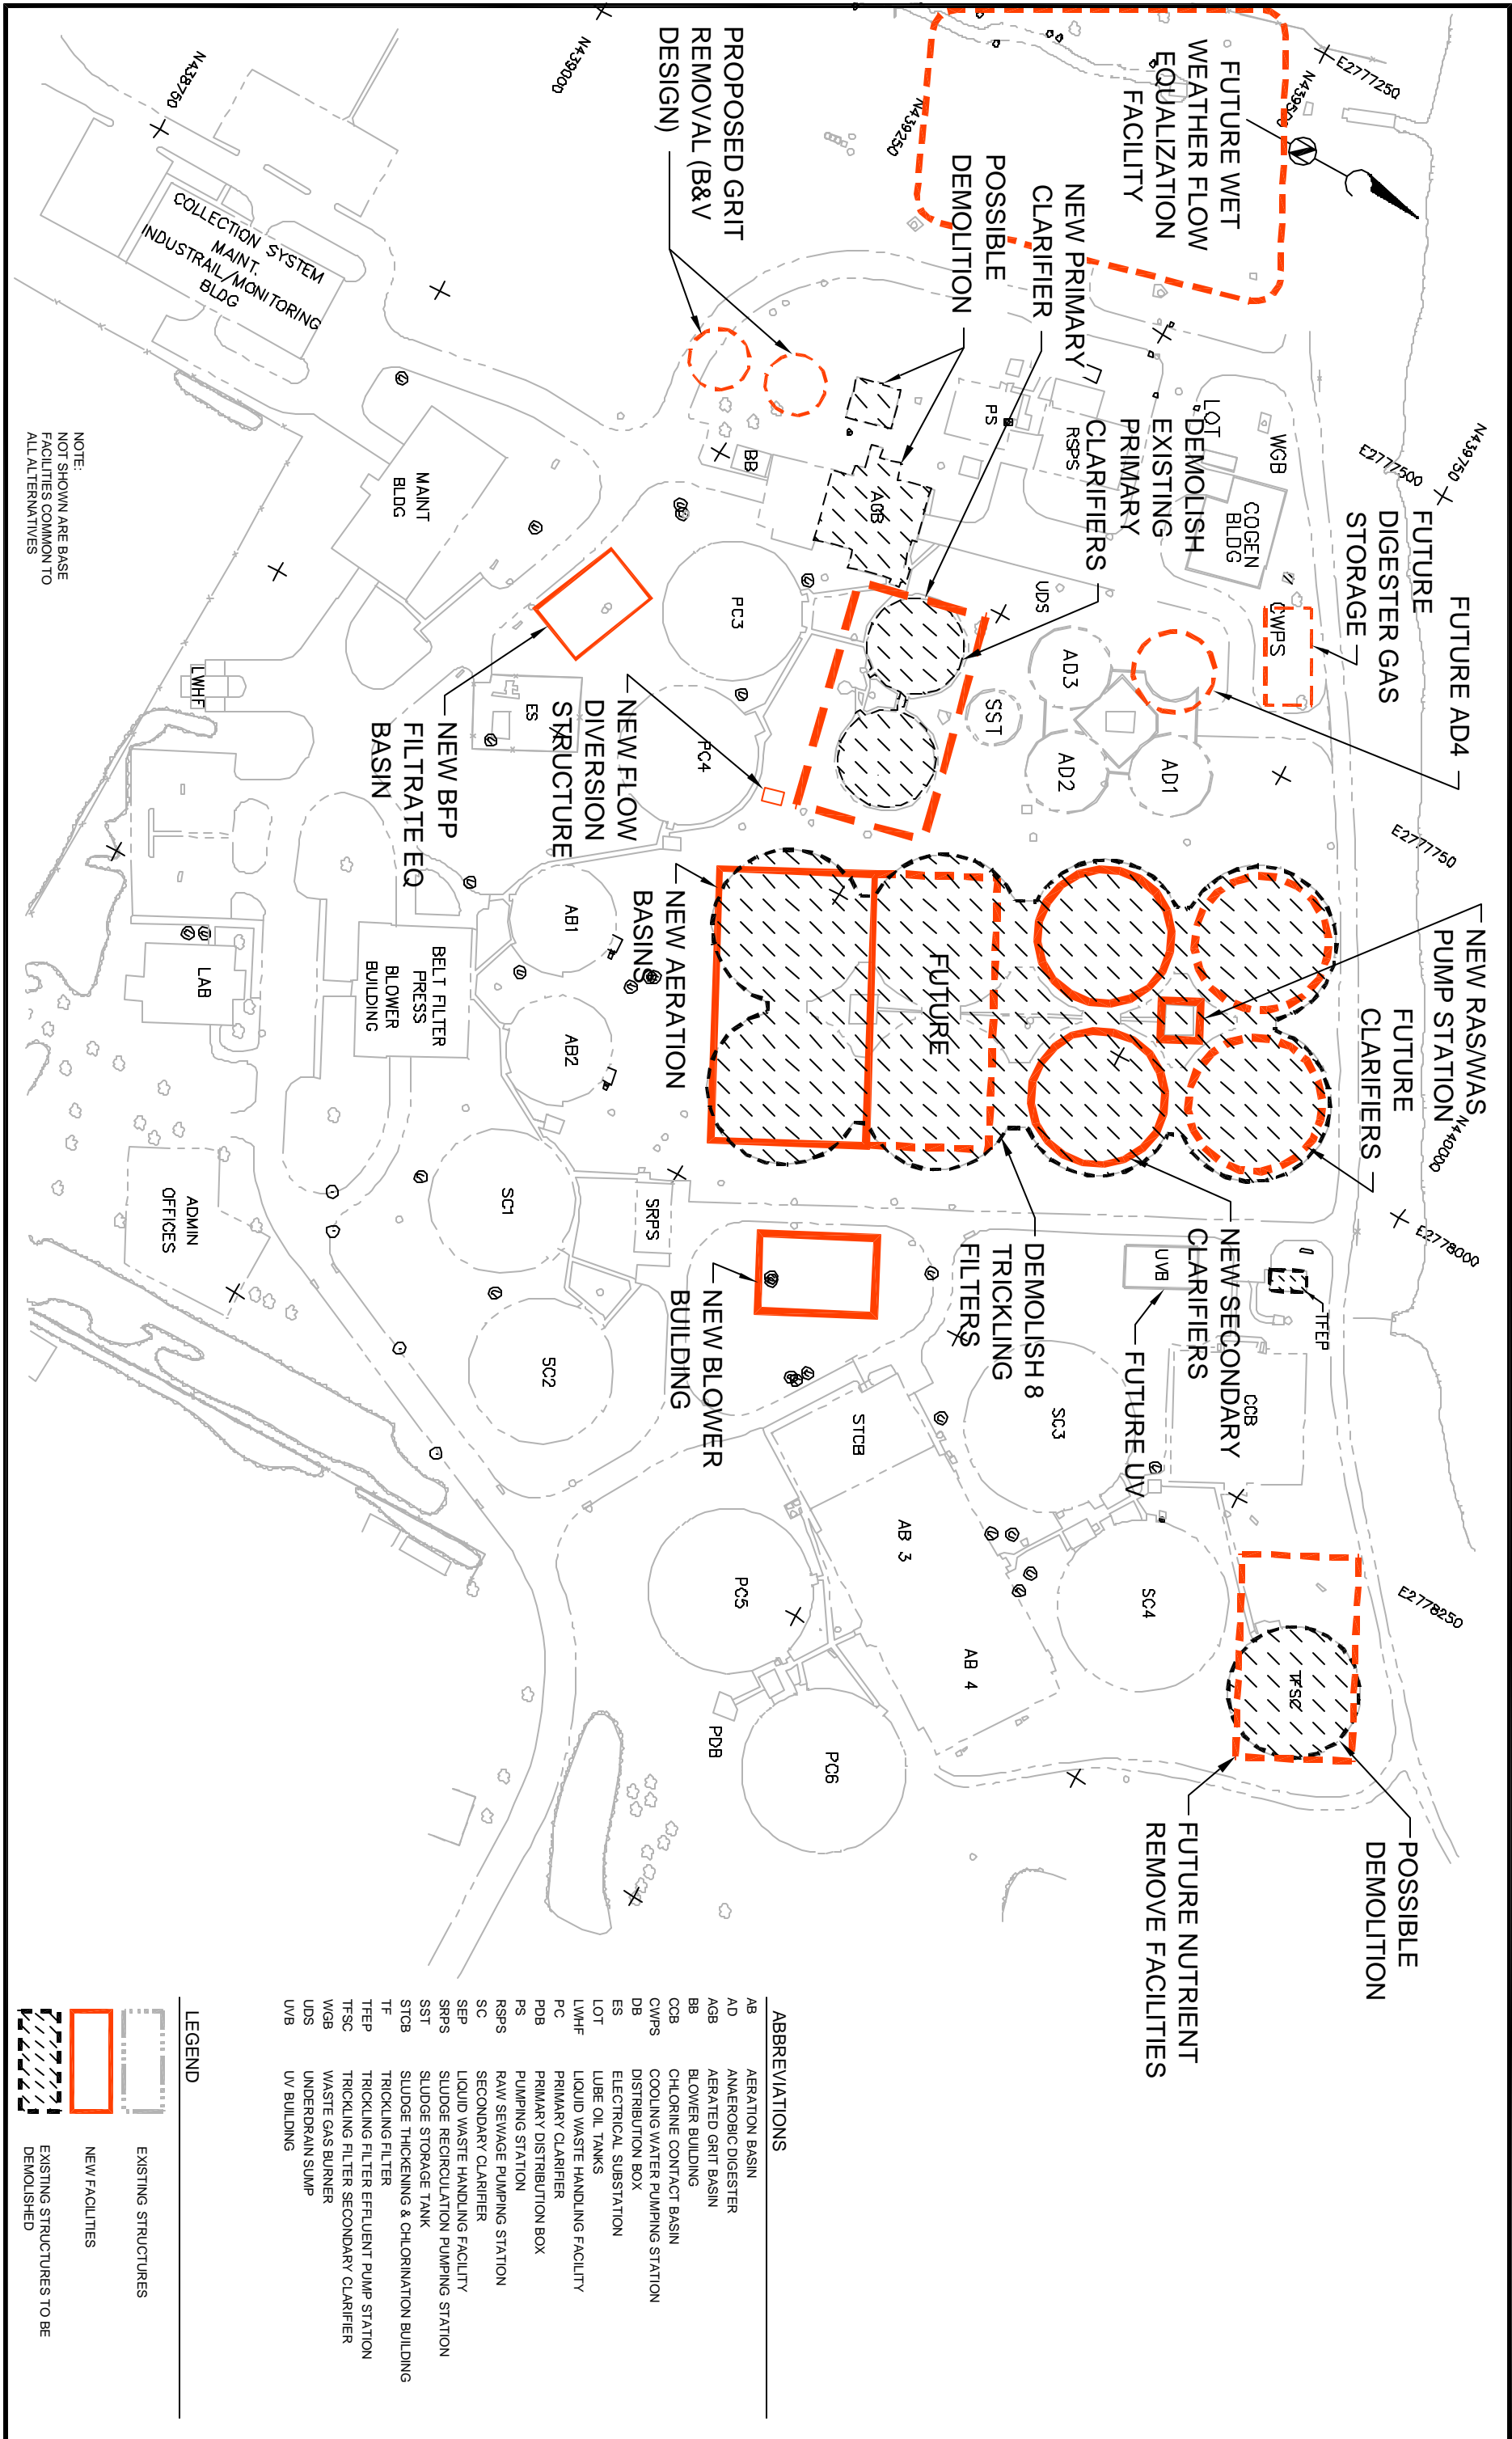 FUTURE WET
WEATHER FLOW
EQUALIZATION
FACILITY
PROPOSED GRIT
REMOVAL (B&V
DESIGN)
POSSIBLE
DEMOLITION
NEW PRIMARY
CLARIFIER
DEMOLISH
EXISTING
PRIMARY
CLARIFIERS
FUTURE
DIGESTER GAS
STORAGE
FUTURE AD4
NEW RAS/WAS
PUMP STATION
FUTURE
CLARIFIERS
NEW SECONDARY
CLARIFIERS
DEMOLISH 8
TRICKLING
FILTERS
FUTURE
NEW AERATION
BASINS
NEW FLOW
DIVERSION
STRUCTURE
NEW BFP
FILTRATE EQ
BASIN
NEW BLOWER
BUILDING
FUTURE UV
POSSIBLE
DEMOLITION
FUTURE NUTRIENT
REMOVE FACILITIES
E2777250
E2777500
E2777750
E2778000
E2778250
N438750
N439000
N439250
N439500
N439750
N440000
COLLECTION SYSTEM
MAINT.
INDUSTRAIL/MONITORING
BLDG
MAINT
BLDG
LWHF
LAB
ADMIN
OFFICES
BELT FILTER
PRESS
BLOWER
BUILDING
ES
BB
AGB
PS
RSPS
LOT
WGB
COGEN
BLDG
CWPS
UDS
SST
AD3
AD2
AD1
PC3
PC4
AB1
AB2
SC1
SC2
SRPS
UVB
TFEP
CCB
SC3
SC4
STCB
AB 3
AB 4
PC5
PC6
PDB
TFSC
NOTE:
NOT SHOWN ARE BASE
FACILITIES COMMON TO
ALL ALTERNATIVES
ABBREVIATIONS
AB AERATION BASIN
AD ANAEROBIC DIGESTER
AGB AERATED GRIT BASIN
BB BLOWER BUILDING
CCB CHLORINE CONTACT BASIN
CWPS COOLING WATER PUMPING STATION
DB DISTRIBUTION BOX
ES ELECTRICAL SUBSTATION
LOT LUBE OIL TANKS
LWHF LIQUID WASTE HANDLING FACILITY
PC PRIMARY CLARIFIER
PDB PRIMARY DISTRIBUTION BOX
PS PUMPING STATION
RSPS RAW SEWAGE PUMPING STATION
SC SECONDARY CLARIFIER
SEP LIQUID WASTE HANDLING FACILITY
SRPS SLUDGE RECIRCULATION PUMPING STATION
SST SLUDGE STORAGE TANK
STCB SLUDGE THICKENING & CHLORINATION BUILDING
TF TRICKLING FILTER
TFEP TRICKLING FILTER EFFLUENT PUMP STATION
TFSC TRICKLING FILTER SECONDARY CLARIFIER
WGB WASTE GAS BURNER
UDS UNDERDRAIN SUMP
UVB UV BUILDING
LEGEND
EXISTING STRUCTURES
NEW FACILITIES
EXISTING STRUCTURES TO BE
DEMOLISHED